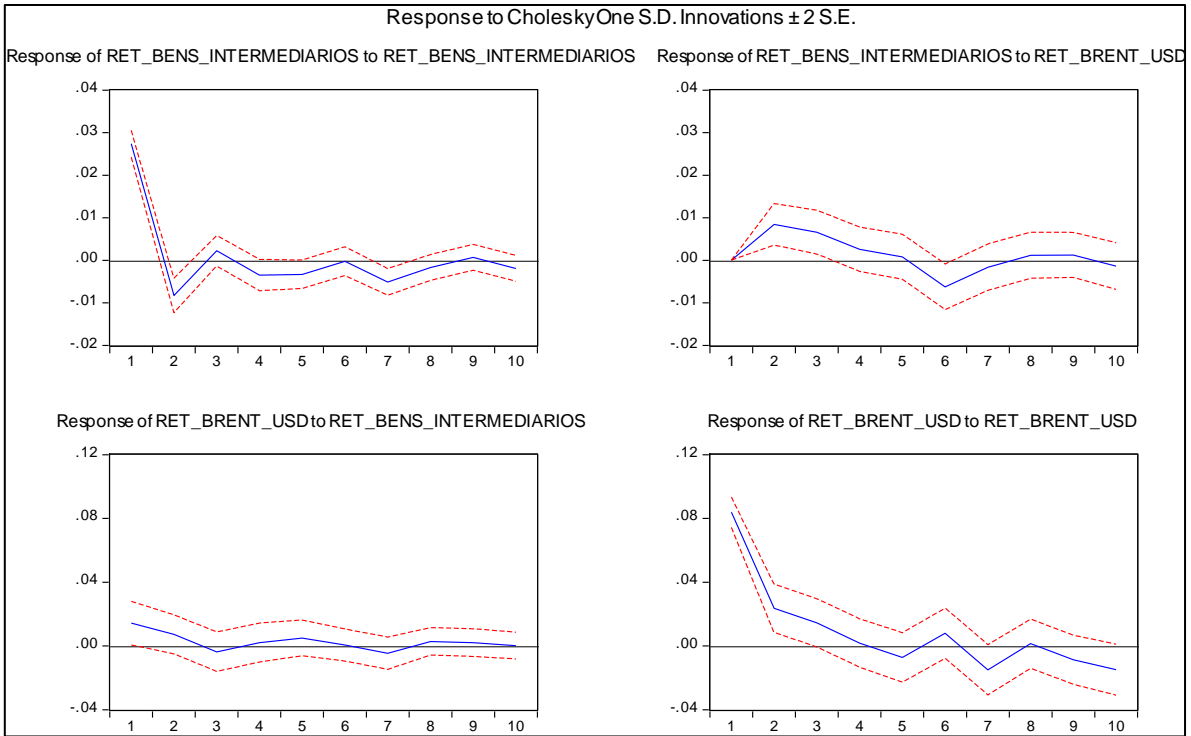 Response to Cholesky One S.D. Innovations ± 2 S.E.
Response of RET_BENS_INTERMEDIARIOS to RET_BENS_INTERMEDIARIOS
.04
.03
.02
.01
.00
-.01
-.02
1 2 3 4 5 6 7 8 9 10
Response of RET_BENS_INTERMEDIARIOS to RET_BRENT_USD
.04
.03
.02
.01
.00
-.01
-.02
1 2 3 4 5 6 7 8 9 10
Response of RET_BRENT_USD to RET_BENS_INTERMEDIARIOS
.12
.08
.04
.00
-.04
1 2 3 4 5 6 7 8 9 10
Response of RET_BRENT_USD to RET_BRENT_USD
.12
.08
.04
.00
-.04
1 2 3 4 5 6 7 8 9 10